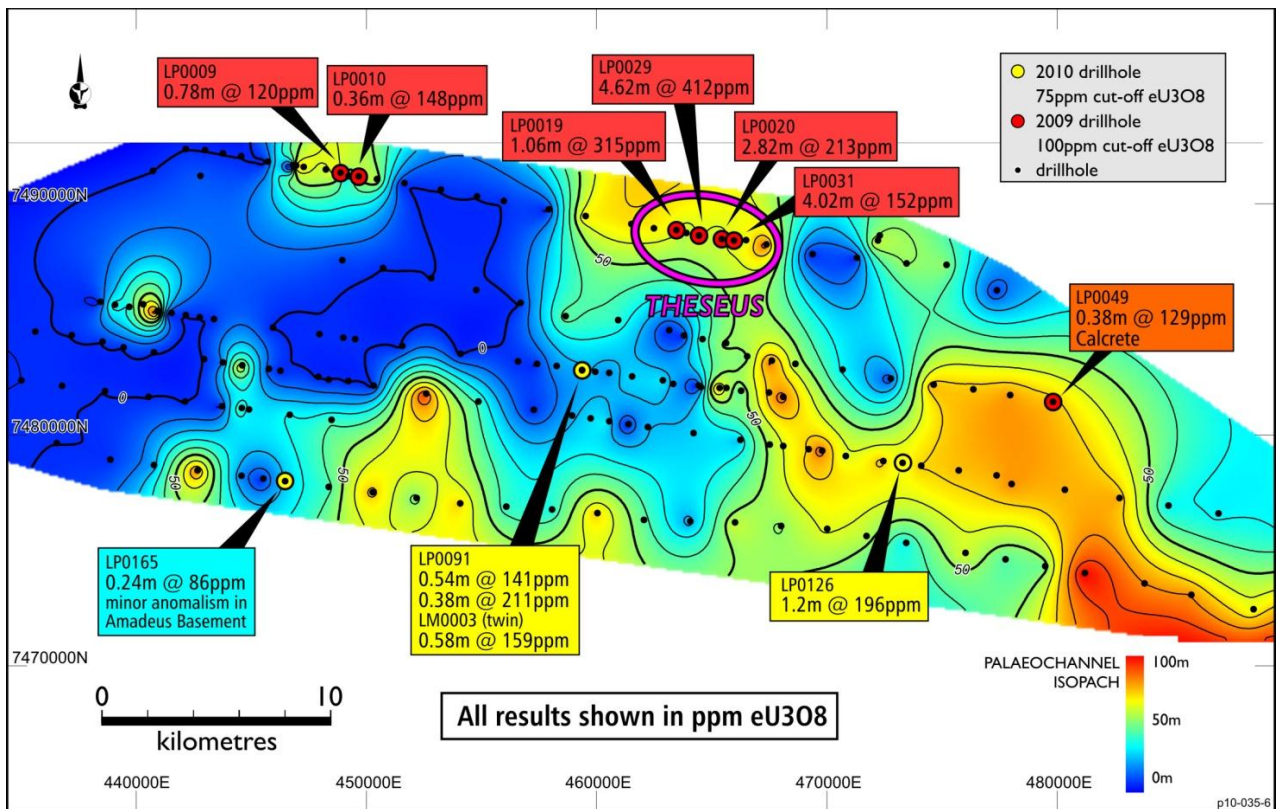 LP0009
0.78m @ 120ppm
LP0010
0.36m @ 148ppm
LP0029
4.62m @ 412ppm
LP0019
1.06m @ 315ppm
LP0020
2.82m @ 213ppm
LP0031
4.02m @ 152ppm
2010 drillhole
75ppm cut-off eU3O8
2009 drillhole
100ppm cut-off eU3O8
drillhole
7490000N
50
THESEUS
LP0049
0.38m @ 129ppm
Calcrete
0
0
7480000N
50
50
50
50
50
LP0165
0.24m @ 86ppm
minor anomalism in
Amadeus Basement
LP0091
0.54m @ 141ppm
0.38m @ 211ppm
LM0003 (twin)
0.58m @ 159ppm
LP0126
1.2m @ 196ppm
7470000N
0 10
kilometres
All results shown in ppm eU3O8
PALAEOCHANNEL
ISOPACH
100m
50m
0m
440000E 450000E 460000E 470000E 480000E
p10-035-6